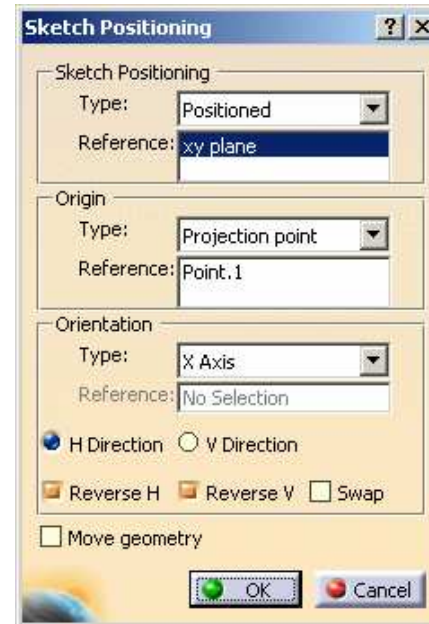 Sketch Positioning
Sketch Positioning
Type: Positioned
Reference: xy plane
Origin
Type: Projection point
Reference: Point.1
Orientation
Type: X Axis
Reference: No Selection
H Direction V Direction
Reverse H Reverse V Swap
Move geometry
OK Cancel